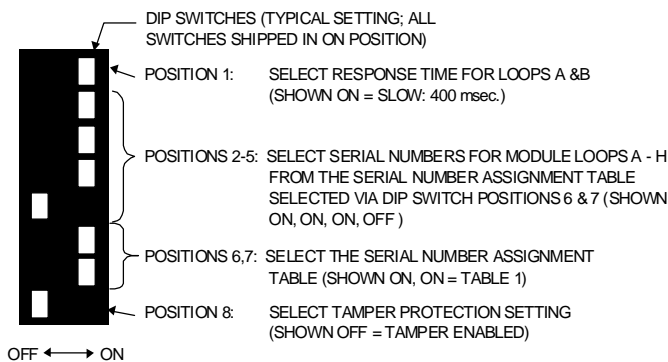 DIP SWITCHES (TYPICAL SETTING; ALL
SWITCHES SHIPPED IN ON POSITION)
POSITION 1: SELECT RESPONSE TIME FOR LOOPS A &B
(SHOWN ON = SLOW: 400 msec.)
POSITIONS 2-5: SELECT SERIAL NUMBERS FOR MODULE LOOPS A - H
FROM THE SERIAL NUMBER ASSIGNMENT TABLE
SELECTED VIA DIP SWITCH POSITIONS 6 & 7 (SHOWN
ON, ON, ON, OFF )
POSITIONS 6,7: SELECT THE SERIAL NUMBER ASSIGNMENT
TABLE (SHOWN ON, ON = TABLE 1)
POSITION 8: SELECT TAMPER PROTECTION SETTING
(SHOWN OFF = TAMPER ENABLED)
OFF ON